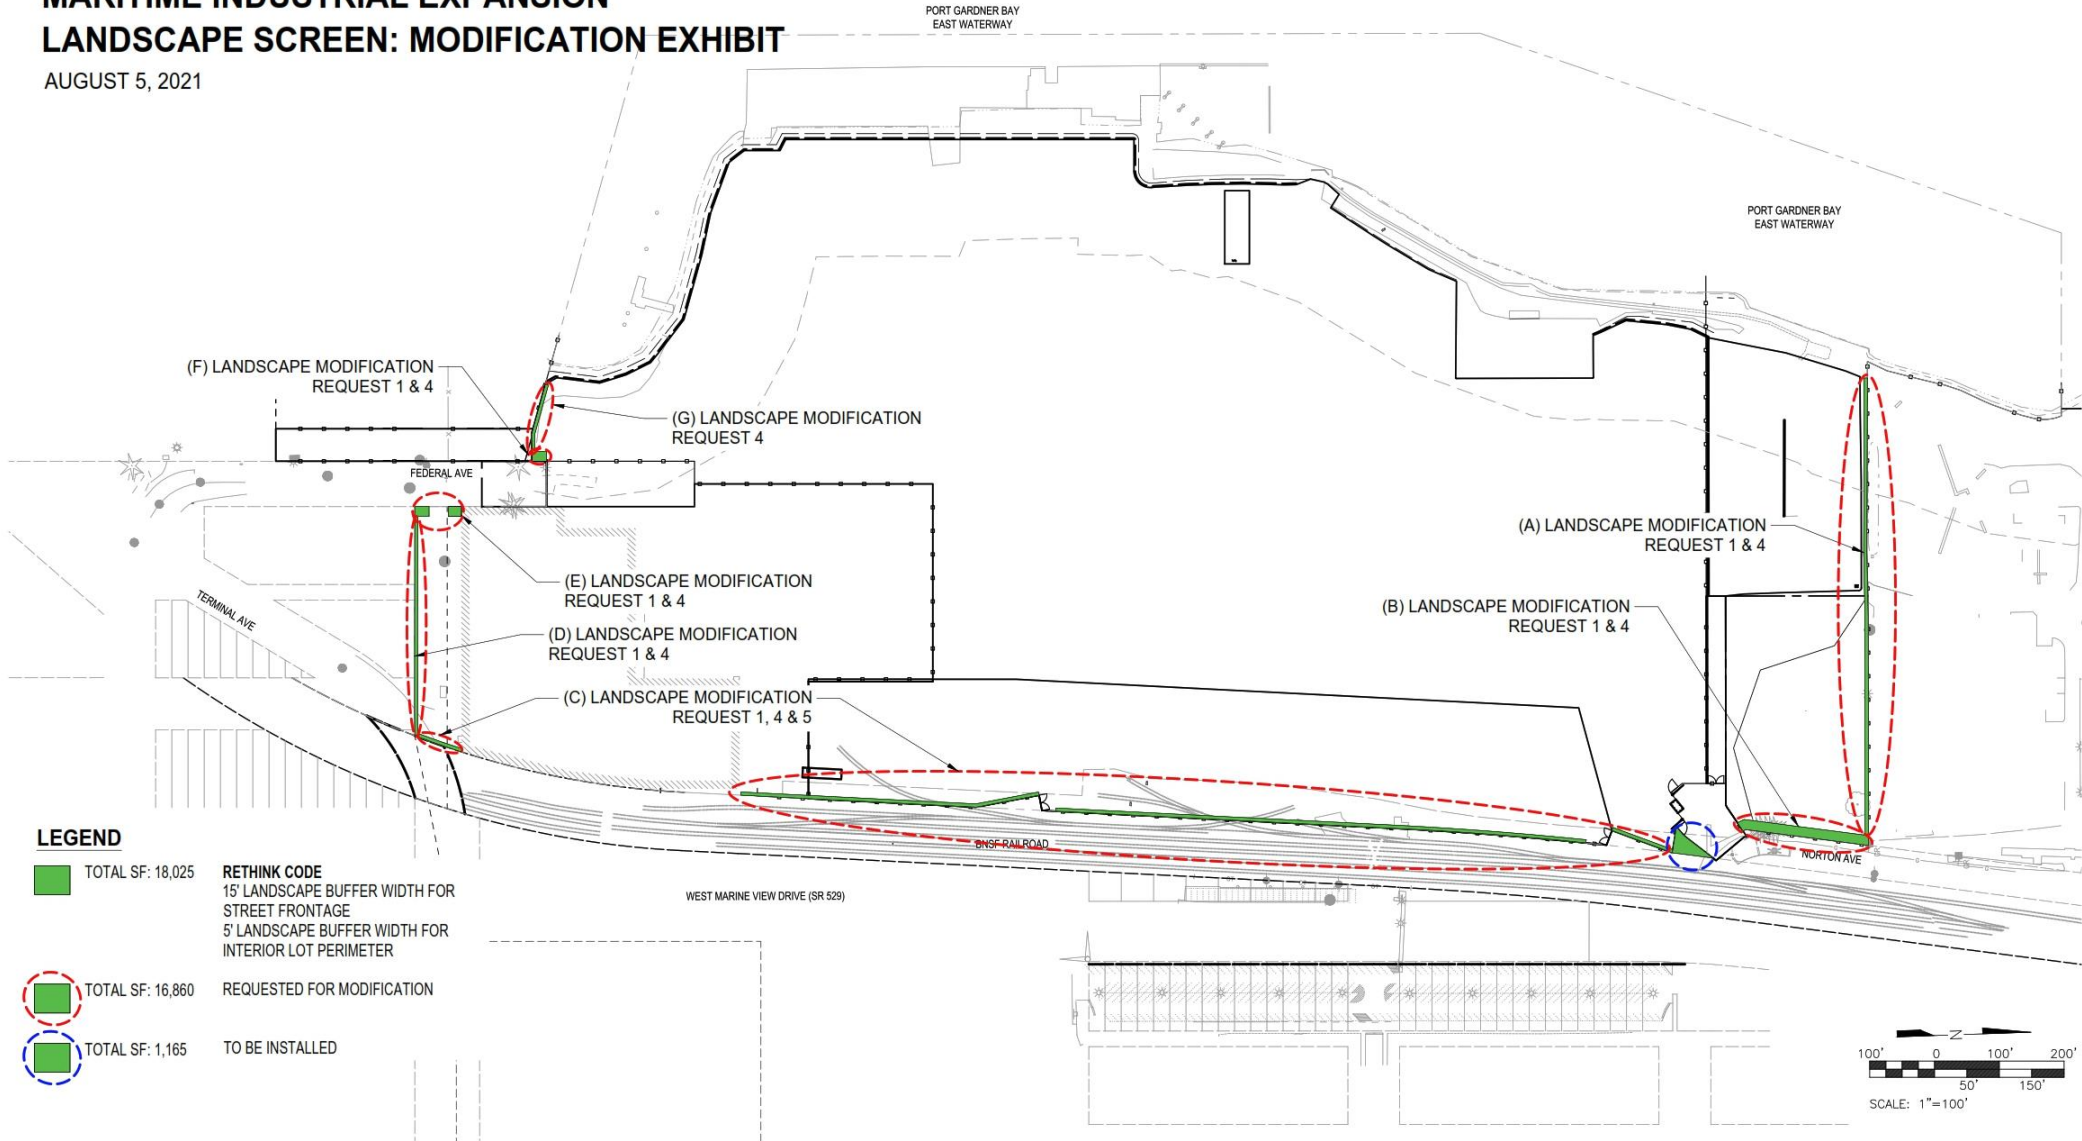 MARITIME INDUSTRIAL EXPANSION
LANDSCAPE SCREEN: MODIFICATION EXHIBIT
AUGUST 5, 2021
PORT GARDNER BAY
EAST WATERWAY
PORT GARDNER BAY
EAST WATERWAY
(F) LANDSCAPE MODIFICATION
REQUEST 1 & 4
(G) LANDSCAPE MODIFICATION
REQUEST 4
FEDERAL AVE
(A) LANDSCAPE MODIFICATION
REQUEST 1 & 4
(E) LANDSCAPE MODIFICATION
REQUEST 1 & 4
TERMINAL AVE
(B) LANDSCAPE MODIFICATION
REQUEST 1 & 4
(D) LANDSCAPE MODIFICATION
REQUEST 1 & 4
(C) LANDSCAPE MODIFICATION
REQUEST 1, 4 & 5
BNSF RAILROAD
NORTON AVE
WEST MARINE VIEW DRIVE (SR 529)
LEGEND
TOTAL SF: 18,025 RETHINK CODE
15' LANDSCAPE BUFFER WIDTH FOR
STREET FRONTAGE
5' LANDSCAPE BUFFER WIDTH FOR
INTERIOR LOT PERIMETER
TOTAL SF: 16,860 REQUESTED FOR MODIFICATION
TOTAL SF: 1,165 TO BE INSTALLED
N
100' 0 100' 200'
50' 150'
SCALE: 1"=100'